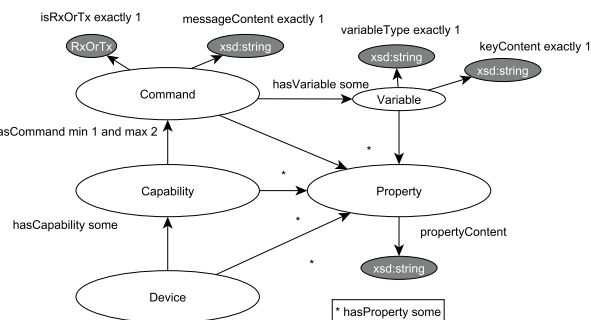 isRxOrTx exactly 1
messageContent exactly 1
variableType exactly 1
keyContent exactly 1
RxOrTx
xsd:string
xsd:string
xsd:string
Command
hasVariable some
Variable
asCommand min 1 and max 2
*
*
Capability
Property
hasCapability some
*
propertyContent
*
xsd:string
Device
* hasProperty some